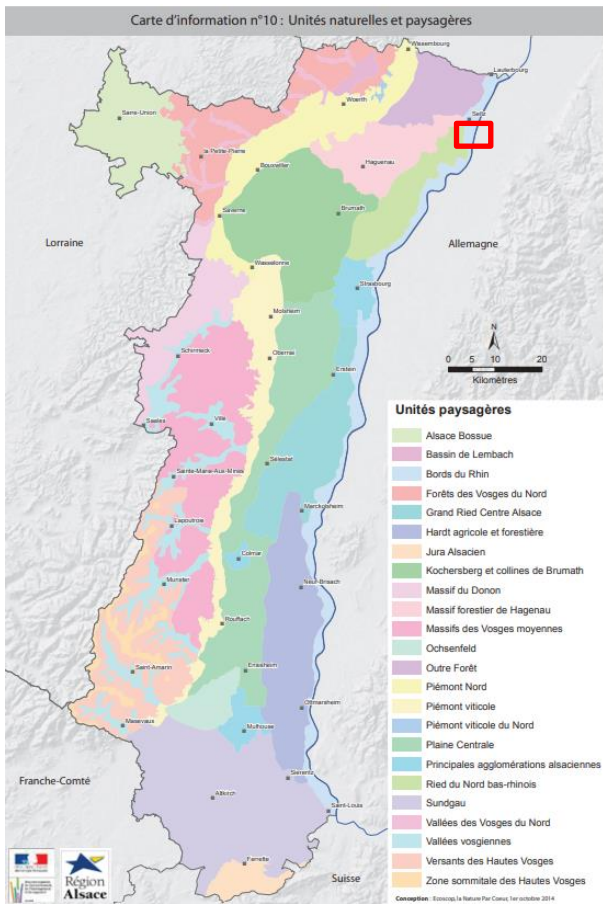 Carte d'information n°10 : Unités naturelles et paysagères
Wissembourg
Lauterbourg
Sarre-Union
Wœrth
Seltz
la Petite-Pierre
Bouxwiller
Haguenau
Saverne
Brumath
Lorraine
Allemagne
Wasselonne
Strasbourg
Molsheim
N
Obernai
Schirmeck
0 5 10 20
Kilomètres
Erstein
Villé
Saales
Sélestat
Sainte-Marie-Aux-Mines
Marckolsheim
Lapoutroie
Colmar
Munster
Neuf-Brisach
Rouffach
Saint-Amarin
Ensisheim
Ottmarsheim
Masevaux
Mulhouse
Franche-Comté
Sierentz
Altkirch
Saint-Louis
Ferrette
Suisse
Unités paysagères
Alsace Bossue
Bassin de Lembach
Bords du Rhin
Forêts des Vosges du Nord
Grand Ried Centre Alsace
Hardt agricole et forestière
Jura Alsacien
Kochersberg et collines de Brumath
Massif du Donon
Massif forestier de Hagenau
Massifs des Vosges moyennes
Ochsenfeld
Outre Forêt
Piémont Nord
Piémont viticole
Piémont viticole du Nord
Plaine Centrale
Principales agglomérations alsaciennes
Ried du Nord bas-rhinois
Sundgau
Vallées des Vosges du Nord
Vallées vosgiennes
Versants des Hautes Vosges
Zone sommitale des Hautes Vosges
Conception : Ecoscop, la Nature Par Coeur, 1er octobre 2014
Région
Alsace